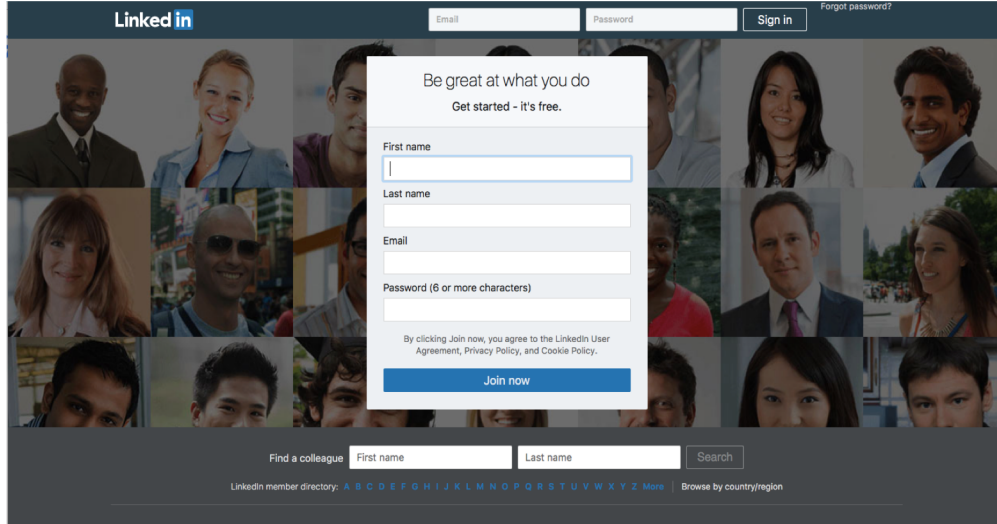 Linked in
Email Password Sign in Forgot password?
Be great at what you do
Get started - it's free.
First name
Last name
Email
Password (6 or more characters)
By clicking Join now, you agree to the LinkedIn User
Agreement, Privacy Policy, and Cookie Policy.
Join now
Find a colleague First name Last name Search
LinkedIn member directory: A B C D E F G H I J K L M N O P Q R S T U V W X Y Z More | Browse by country/region